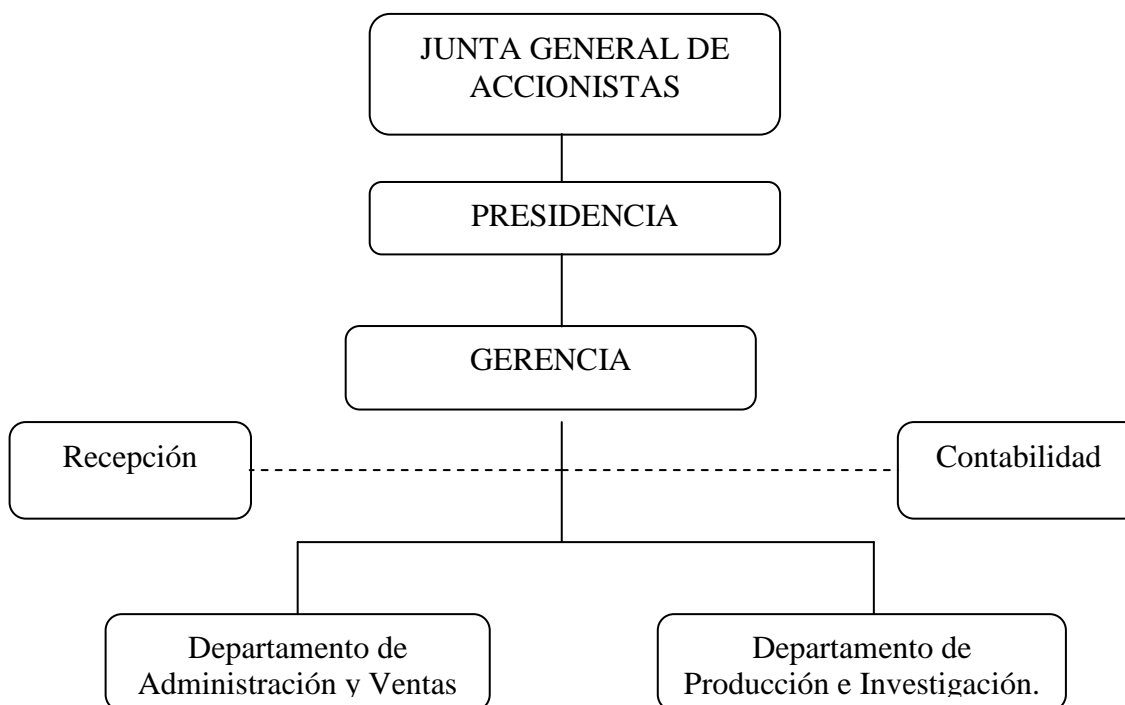 JUNTA GENERAL DE
ACCIONISTAS
PRESIDENCIA
GERENCIA
Recepción
Contabilidad
Departamento de
Administración y Ventas
Departamento de
Producción e Investigación.